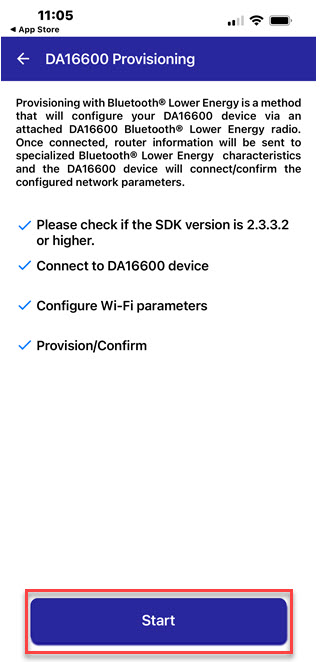 11:05
◀ App Store
← DA16600 Provisioning
Provisioning with Bluetooth® Lower Energy is a method
that will configure your DA16600 device via an
attached DA16600 Bluetooth® Lower Energy radio.
Once connected, router information will be sent to
specialized Bluetooth® Lower Energy characteristics
and the DA16600 device will connect/confirm the
configured network parameters.
Please check if the SDK version is 2.3.3.2
or higher.
Connect to DA16600 device
Configure Wi-Fi parameters
Provision/Confirm
Start